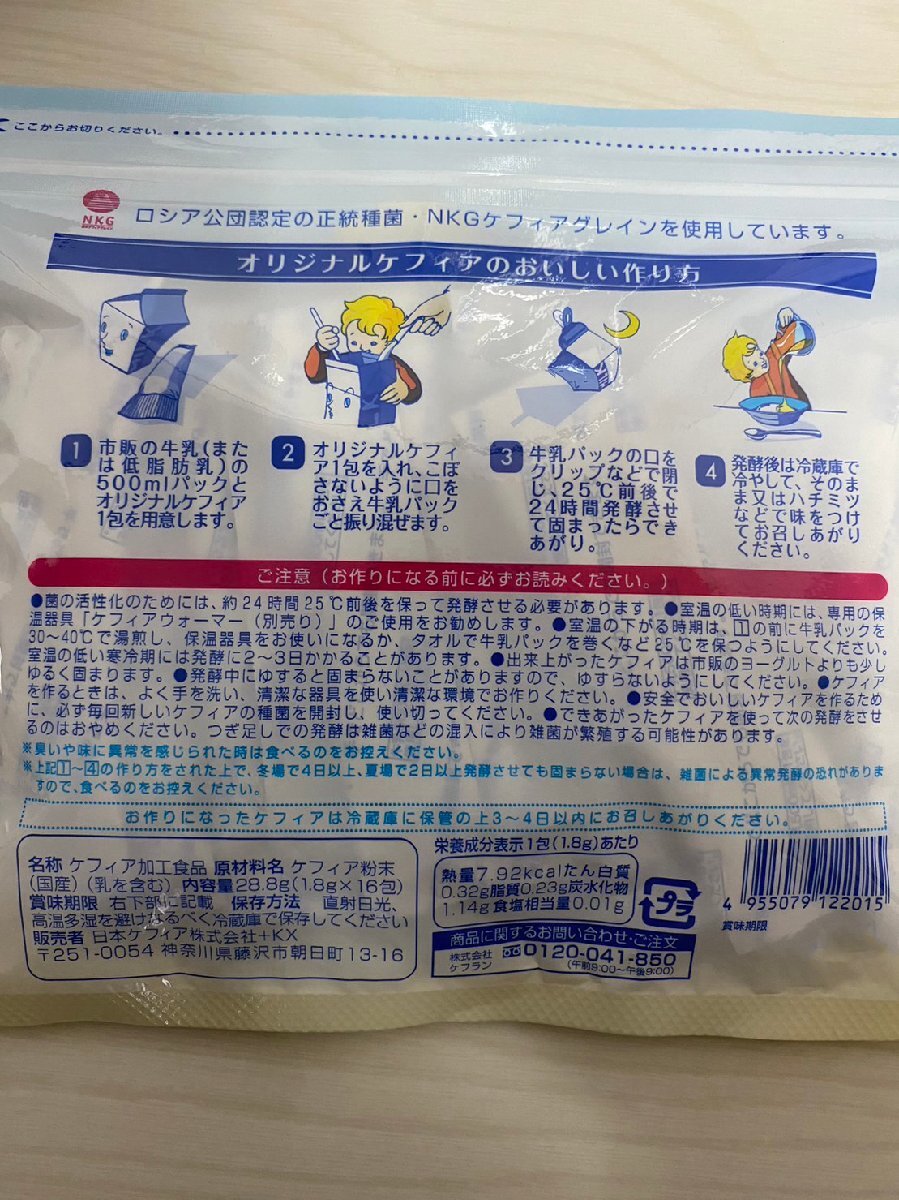 ここからお切りください。
NKG
ロシア公団認定の正統種菌・NKGケフィアグレインを使用しています。
オリジナルケフィアのおいしい作り方
1
市販の牛乳(また
は低脂肪乳)の
500mlパックと
オリジナルケフィア
1包を用意します。
2
オリジナルケフィ
ア1包を入れ、こぼ
さないように口を
おさえ牛乳パック
ごと振り混ぜます。
3
牛乳パックの口を
クリップなどで閉
じ、25℃前後で
24時間発酵させ
て固まったらでき
あがり。
4
発酵後は冷蔵庫で
冷やして、そのま
ま又はハチミツ
などで味をつけ
てお召しあがり
ください。
ご注意(お作りになる前に必ずお読みください。)
●菌の活性化のためには、約24時間25℃前後を保って発酵させる必要があります。●室温の低い時期には、専用の保
温器具「ケフィアウォーマー(別売り)」のご使用をお勧めします。●室温の下がる時期は、1の前に牛乳パックを
30~40℃で湯煎し、保温器具をお使いになるか、タオルで牛乳パックを巻くなど25℃を保つようにしてください。
室温の低い寒冷期には発酵に2~3日かかることがあります。●出来上がったケフィアは市販のヨーグルトよりも少し
ゆるく固まります。●発酵中にゆすると固まらないことがありますので、ゆすらないようにしてください。●ケフィア
を作るときは、よく手を洗い、清潔な器具を使い清潔な環境でお作りください。●安全でおいしいケフィアを作るため
に、必ず毎回新しいケフィアの種菌を開封し、使い切ってください。●できあがったケフィアを使って次の発酵をさせ
るのはおやめください。つぎ足しでの発酵は雑菌などの混入により雑菌が繁殖する可能性があります。
※臭いや味に異常を感じられた時は食べるのをお控えください。
※上記1~4の作り方をされた上で、冬場で4日以上、夏場で2日以上発酵させても固まらない場合は、雑菌による異常発酵の恐れがありま
すので、食べるのをお控えください。
お作りになったケフィアは冷蔵庫に保管の上3~4日以内にお召しあがりください。
名称 ケフィア加工食品 原材料名 ケフィア粉末
(国産)(乳を含む) 内容量28.8g(1.8g×16包)
賞味期限 右下部に記載 保存方法 直射日光、
高温多湿を避けなるべく冷蔵庫で保存してください
販売者 日本ケフィア株式会社+KX
〒251-0054 神奈川県藤沢市朝日町13-16
栄養成分表示1包(1.8g)あたり
熱量7.92kcalたん白質
0.32g脂質0.23g炭水化物
1.14g食塩相当量0.01g
プラ
商品に関するお問い合わせ・ご注文
株式会社
ケフラン
0120-041-850
(午前9:00~午後9:00)
4 955079 122015
賞味期限